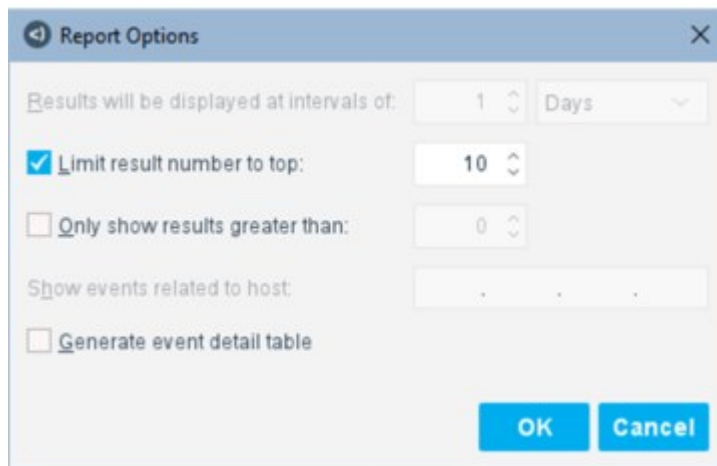 Report Options
Results will be displayed at intervals of: 1 Days
Limit result number to top: 10
Only show results greater than: 0
Show events related to host: . . .
Generate event detail table
OK Cancel